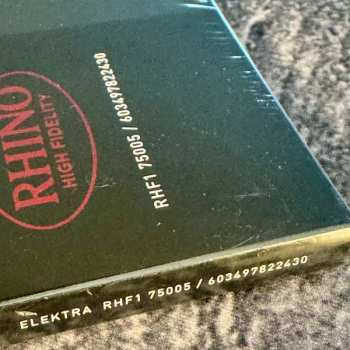 RHINO
HIGH FIDELITY
RHF1 75005 / 603497822430
ELEKTRA RHF1 75005 / 603497822430